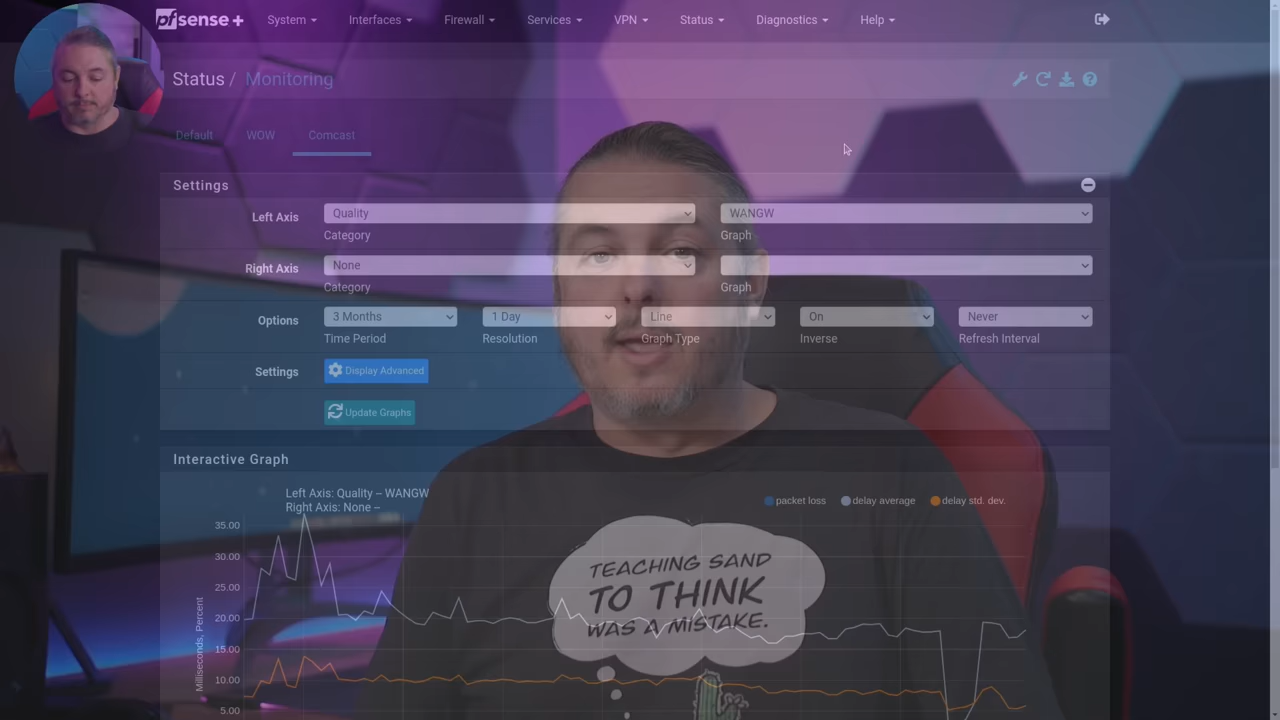 pfsense +
System
Interfaces
Firewall
Services
VPN
Status
Diagnostics
Help
Status / Monitoring
Default
WOW
Comcast
Settings
Left Axis
Quality
WANGW
Category
Graph
Right Axis
None
Category
Graph
Options
3 Months
1 Day
Line
On
Never
Time Period
Resolution
Graph Type
Inverse
Refresh Interval
Settings
Display Advanced
Update Graphs
Interactive Graph
Left Axis: Quality – WANGW
Right Axis: None –
packet loss
delay average
delay std. dev.
35.00
30.00
25.00
20.00
15.00
10.00
5.00
Milliseconds, Percent
TEACHING SAND
TO THINK
WAS A MISTAKE.